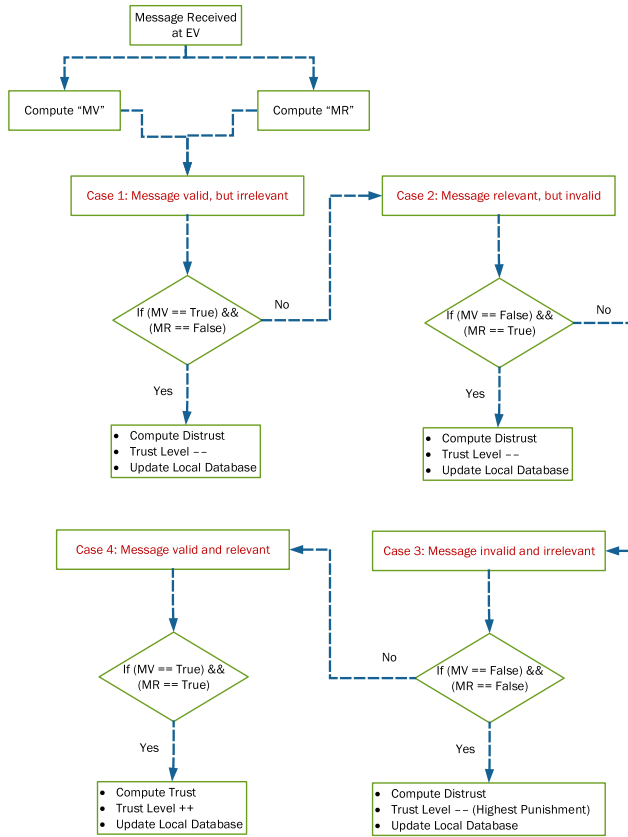 Message Received
at EV
Compute “MV”
Compute “MR”
Case 1: Message valid, but irrelevant
Case 2: Message relevant, but invalid
If (MV == True) &&
(MR == False)
No
If (MV == False) &&
(MR == True)
No
Yes
Yes
• Compute Distrust
• Trust Level --
• Update Local Database
• Compute Distrust
• Trust Level --
• Update Local Database
Case 4: Message valid and relevant
Case 3: Message invalid and irrelevant
If (MV == True) &&
(MR == True)
No
If (MV == False) &&
(MR == False)
Yes
Yes
• Compute Trust
• Trust Level ++
• Update Local Database
• Compute Distrust
• Trust Level -- (Highest Punishment)
• Update Local Database